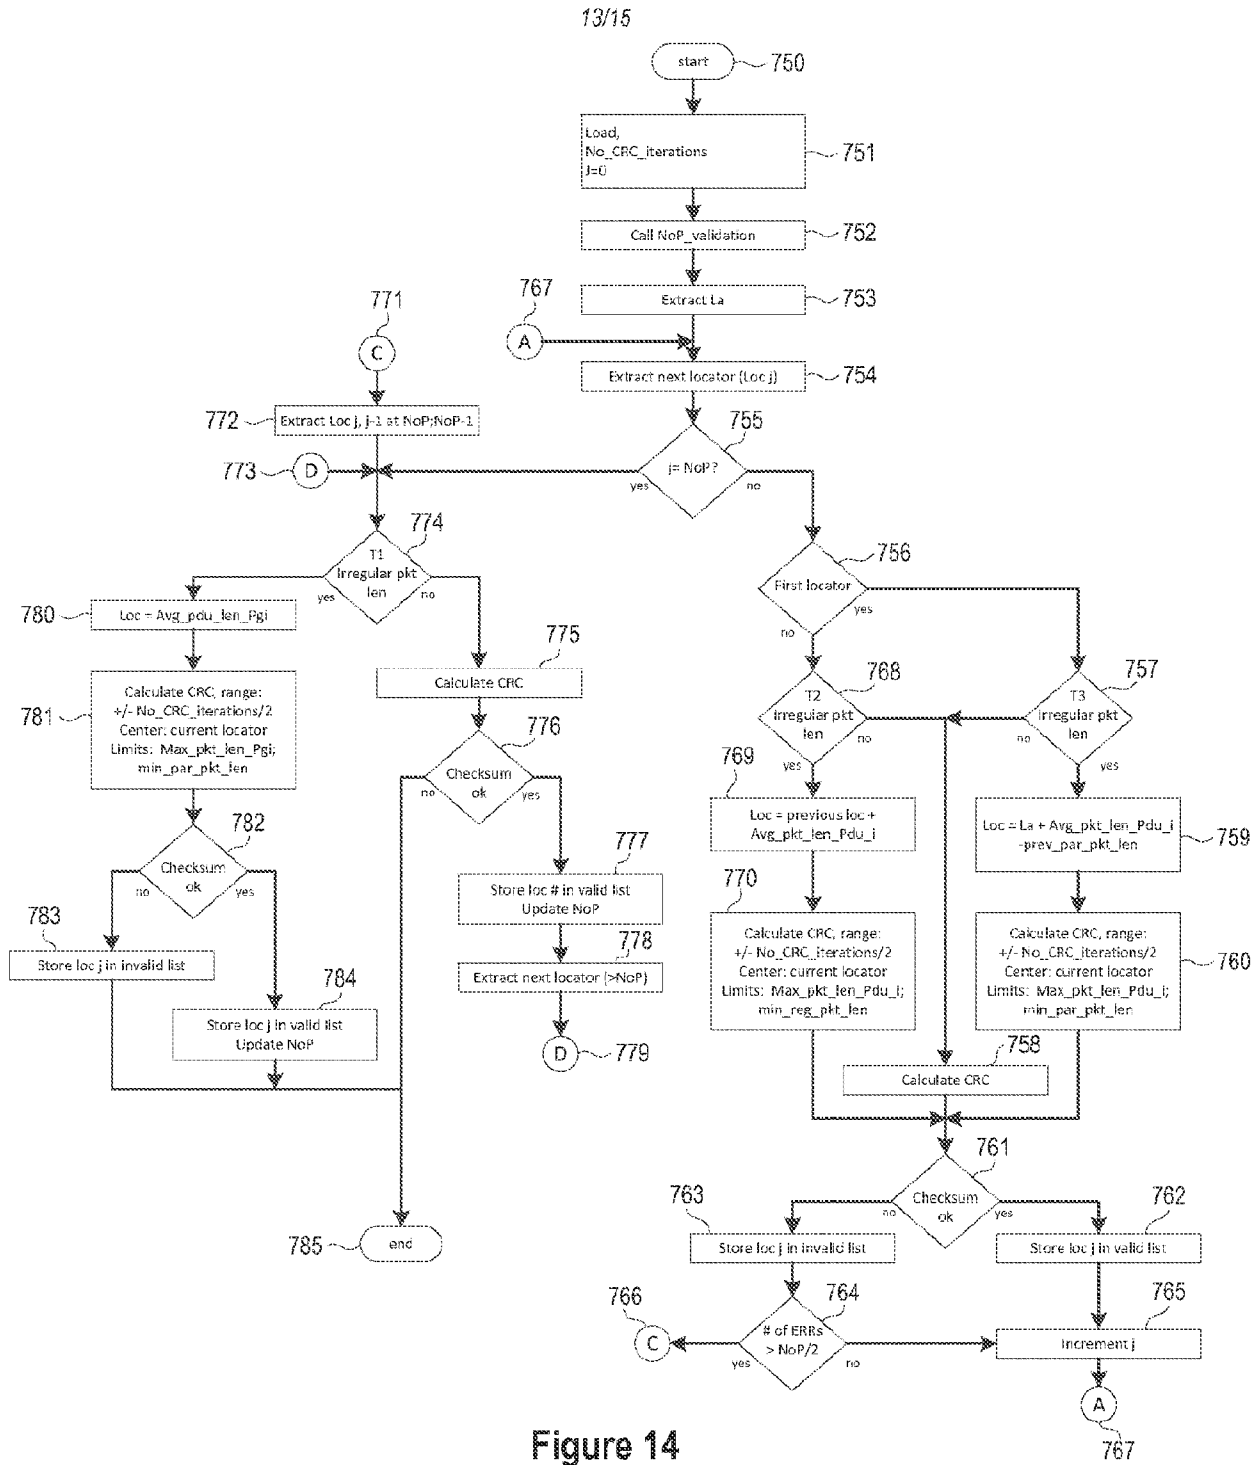 13/15
start
750
Load,
No_CRC_iterations
J=0
751
Call NoP_validation
752
Extract La
753
767
A
771
C
Extract next locator (Loc j)
754
772
Extract Loc j, j-1 at NoP;NoP-1
755
j= NoP?
yes
no
773
D
774
T1
Irregular pkt
len
yes
no
756
First locator
yes
no
780
Loc = Avg_pdu_len_Pgi
775
Calculate CRC
768
T2
irregular pkt
len
no
yes
757
T3
irregular pkt
len
no
yes
781
Calculate CRC, range:
+/- No_CRC_iterations/2
Center: current locator
Limits: Max_pkt_len_Pgi;
min_par_pkt_len
776
Checksum
ok
no
yes
769
Loc = previous loc +
Avg_pkt_len_Pdu_i
Loc = La + Avg_pkt_len_Pdu_i
-prev_par_pkt_len
759
782
Checksum
ok
no
yes
777
Store loc # in valid list
Update NoP
770
Calculate CRC, range:
+/- No_CRC_iterations/2
Center: current locator
Limits: Max_pkt_len_Pdu_i;
min_reg_pkt_len
Calculate CRC, range:
+/- No_CRC_iterations/2
Center: current locator
Limits: Max_pkt_len_Pdu_i;
min_par_pkt_len
760
783
Store loc j in invalid list
778
Extract next locator (>NoP)
784
Store loc j in valid list
Update NoP
D
779
758
Calculate CRC
761
Checksum
ok
no
yes
763
Store loc j in invalid list
762
Store loc j in valid list
785
end
766
C
764
# of ERRs
> NoP/2
yes
no
765
Increment j
A
767
Figure 14